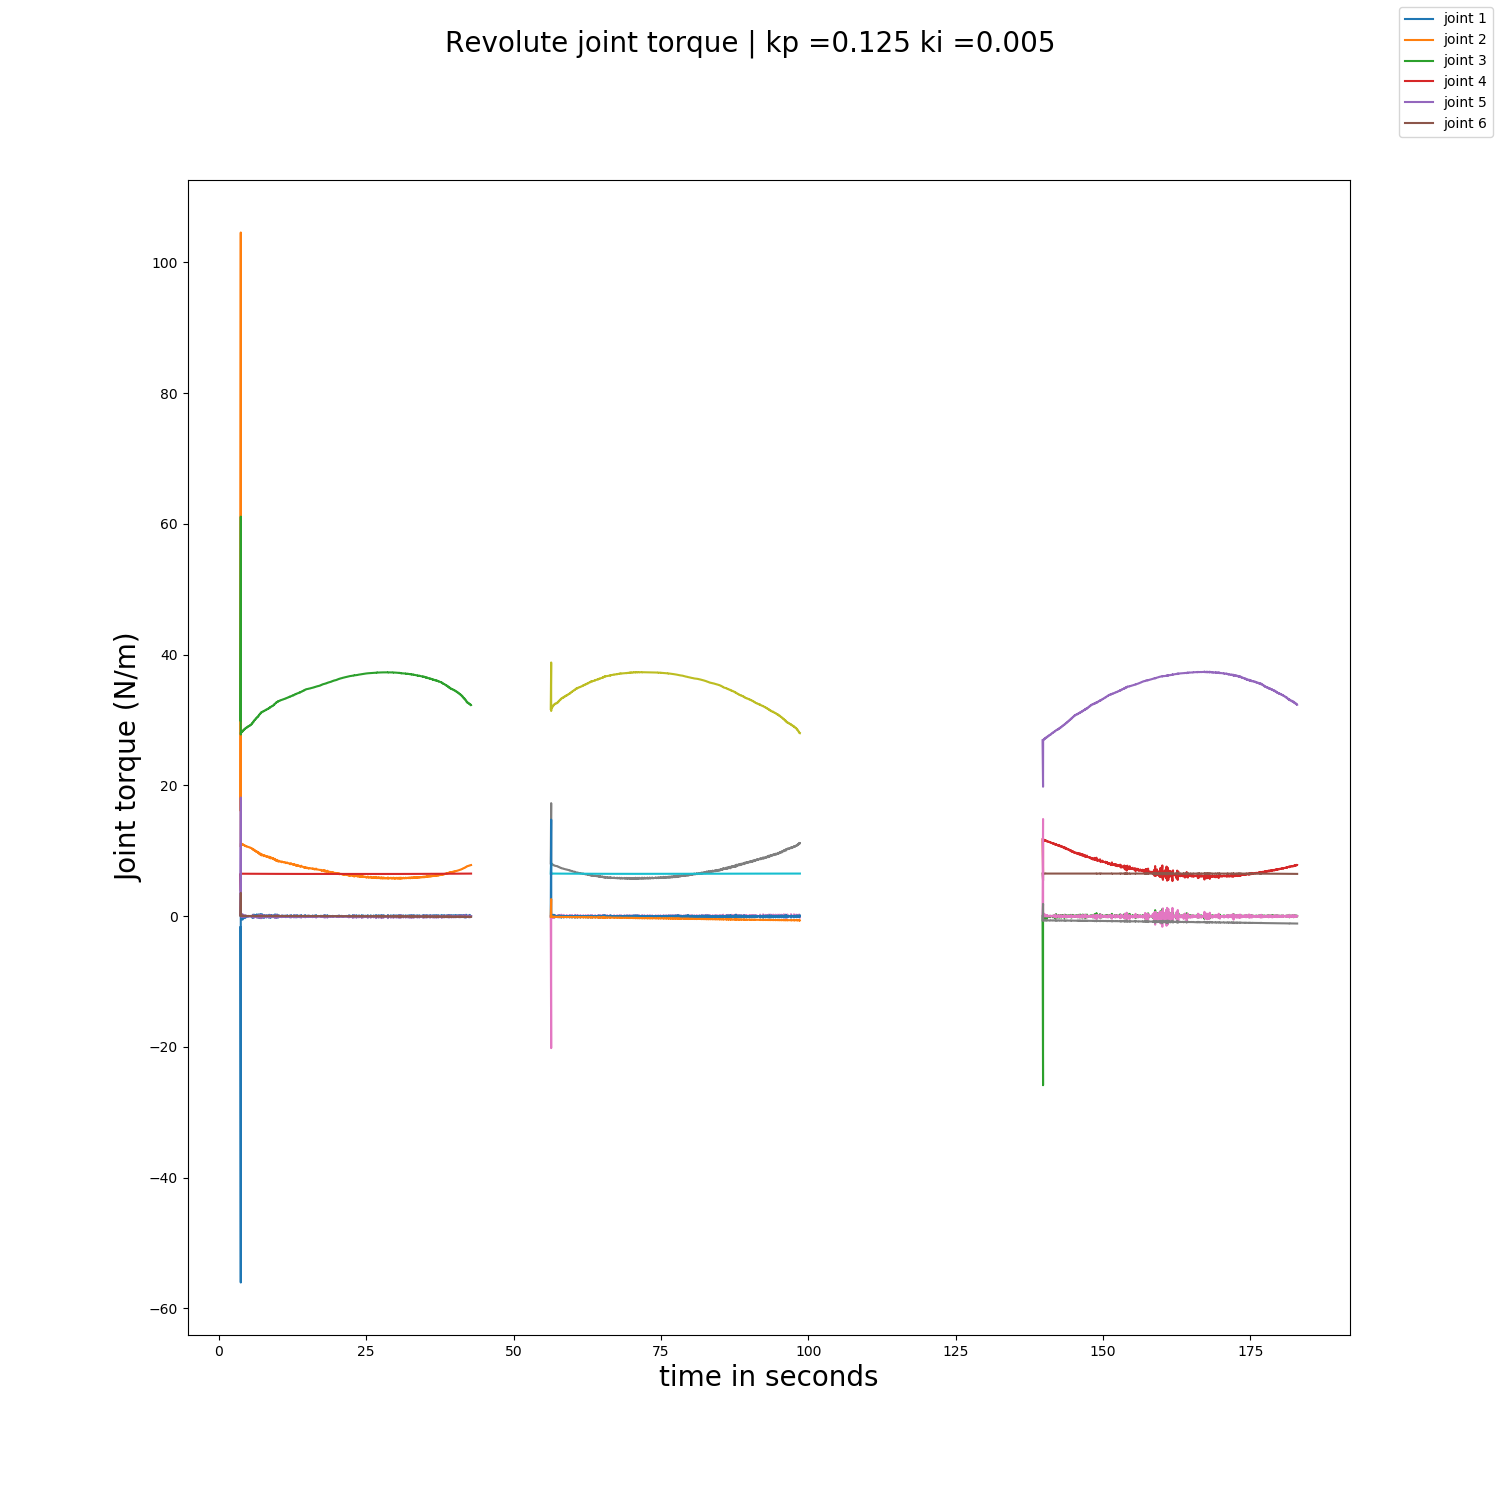 Revolute joint torque | kp =0.125 ki =0.005
joint 1
joint 2
joint 3
joint 4
joint 5
joint 6
Joint torque (N/m)
100
80
60
40
20
0
−20
−40
−60
0 25 50 75 100 125 150 175
time in seconds